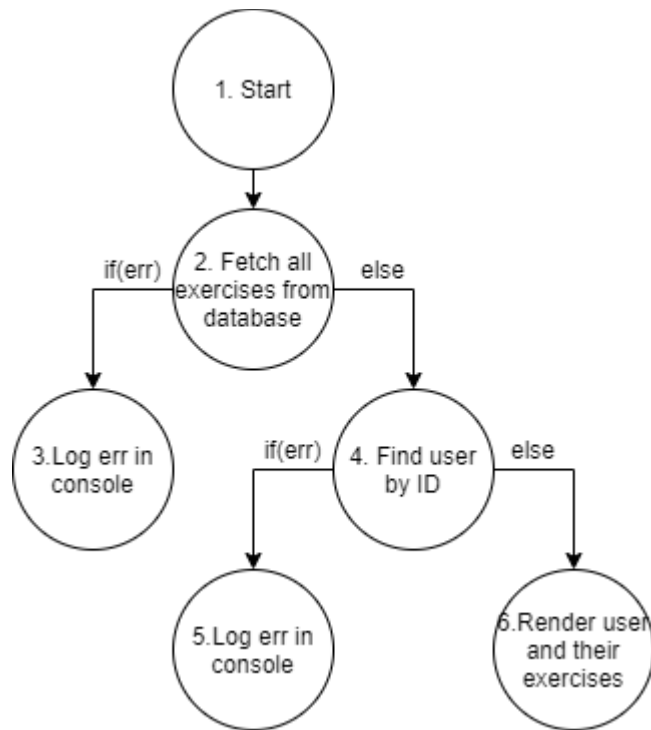 1. Start
2. Fetch all
exercises from
database
if(err)
else
3.Log err in
console
4. Find user
by ID
if(err)
else
5.Log err in
console
6.Render user
and their
exercises